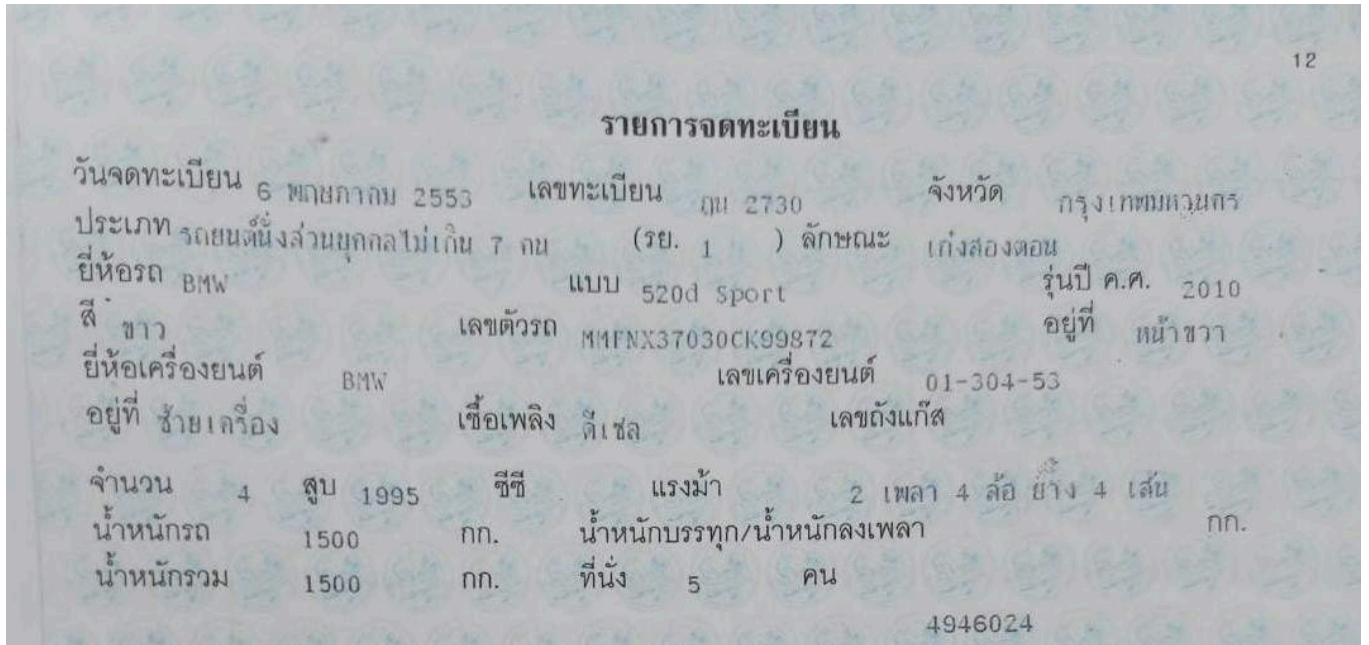 12
รายการจดทะเบียน
วันจดทะเบียน 6 พฤษภาคม 2553 เลขทะเบียน ฎน 2730 จังหวัด กรุงเทพมหานคร
ประเภท รถยนต์นั่งส่วนบุคคลไม่เกิน 7 คน (รย. 1 ) ลักษณะ เก๋งสองตอน
ยี่ห้อรถ BMW แบบ 520d Sport รุ่นปี ค.ศ. 2010
สี ขาว เลขตัวรถ MMFNX37030CK99872 อยู่ที่ หน้าขวา
ยี่ห้อเครื่องยนต์ BMW เลขเครื่องยนต์ 01-304-53
อยู่ที่ ซ้ายเครื่อง เชื้อเพลิง ดีเซล เลขถังแก๊ส
จำนวน 4 สูบ 1995 ซีซี แรงม้า 2 เพลา 4 ล้อ ยาง 4 เส้น
น้ำหนักรถ 1500 กก. น้ำหนักบรรทุก/น้ำหนักลงเพลา กก.
น้ำหนักรวม 1500 กก. ที่นั่ง 5 คน
4946024